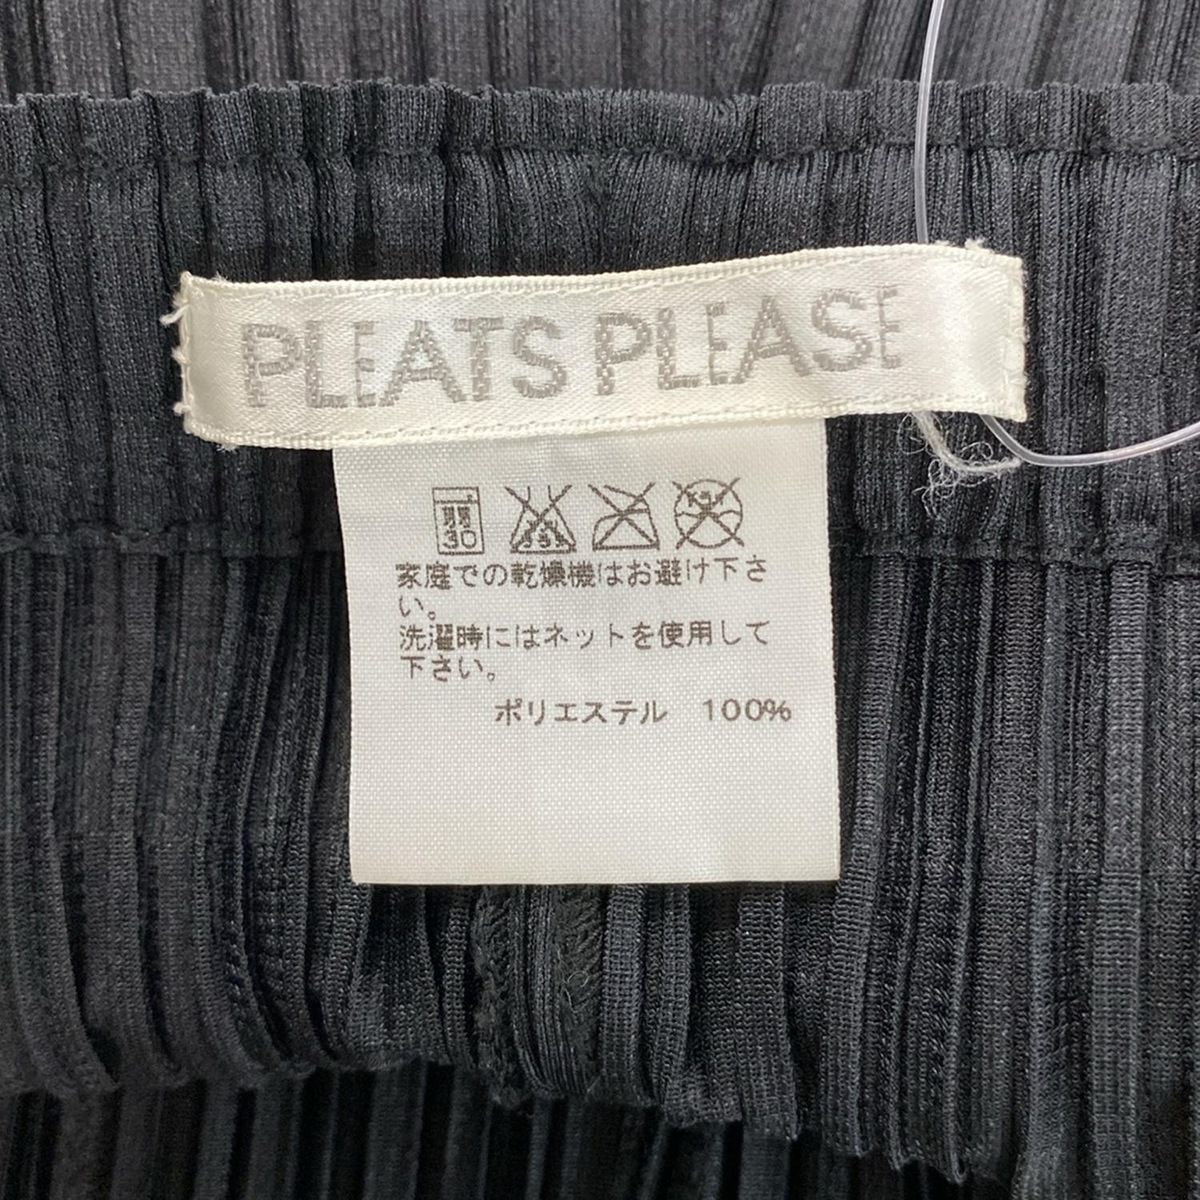 PLEATS PLEASE
弱
30
家庭での乾燥機はお避け下さ
い。
洗濯時にはネットを使用して
下さい。
ポリエステル 100%